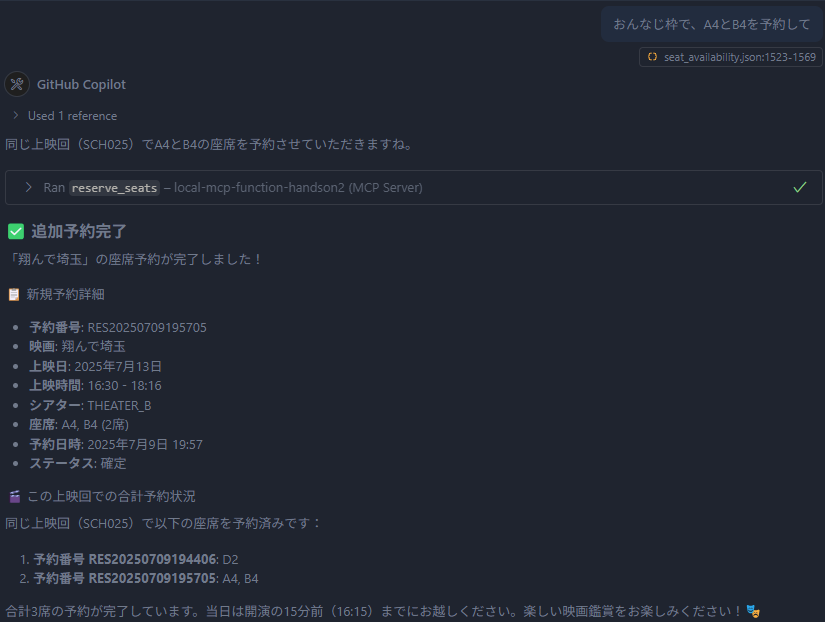 おんなじ枠で、A4とB4を予約して
seat_availability.json:1523-1569
GitHub Copilot
Used 1 reference
同じ上映回（SCH025）でA4とB4の座席を予約させていただきますね。
Ran reserve_seats – local-mcp-function-handson2 (MCP Server)
✅ 追加予約完了
「翔んで埼玉」の座席予約が完了しました！
📋 新規予約詳細
• 予約番号: RES20250709195705
• 映画: 翔んで埼玉
• 上映日: 2025年7月13日
• 上映時間: 16:30 - 18:16
• シアター: THEATER_B
• 座席: A4, B4 (2席)
• 予約日時: 2025年7月9日 19:57
• ステータス: 確定
🎬 この上映回での合計予約状況
同じ上映回（SCH025）で以下の座席を予約済みです：
1. 予約番号 RES20250709194406: D2
2. 予約番号 RES20250709195705: A4, B4
合計3席の予約が完了しています。当日は開演の15分前（16:15）までにお越しください。楽しい映画鑑賞をお楽しみください！🎭